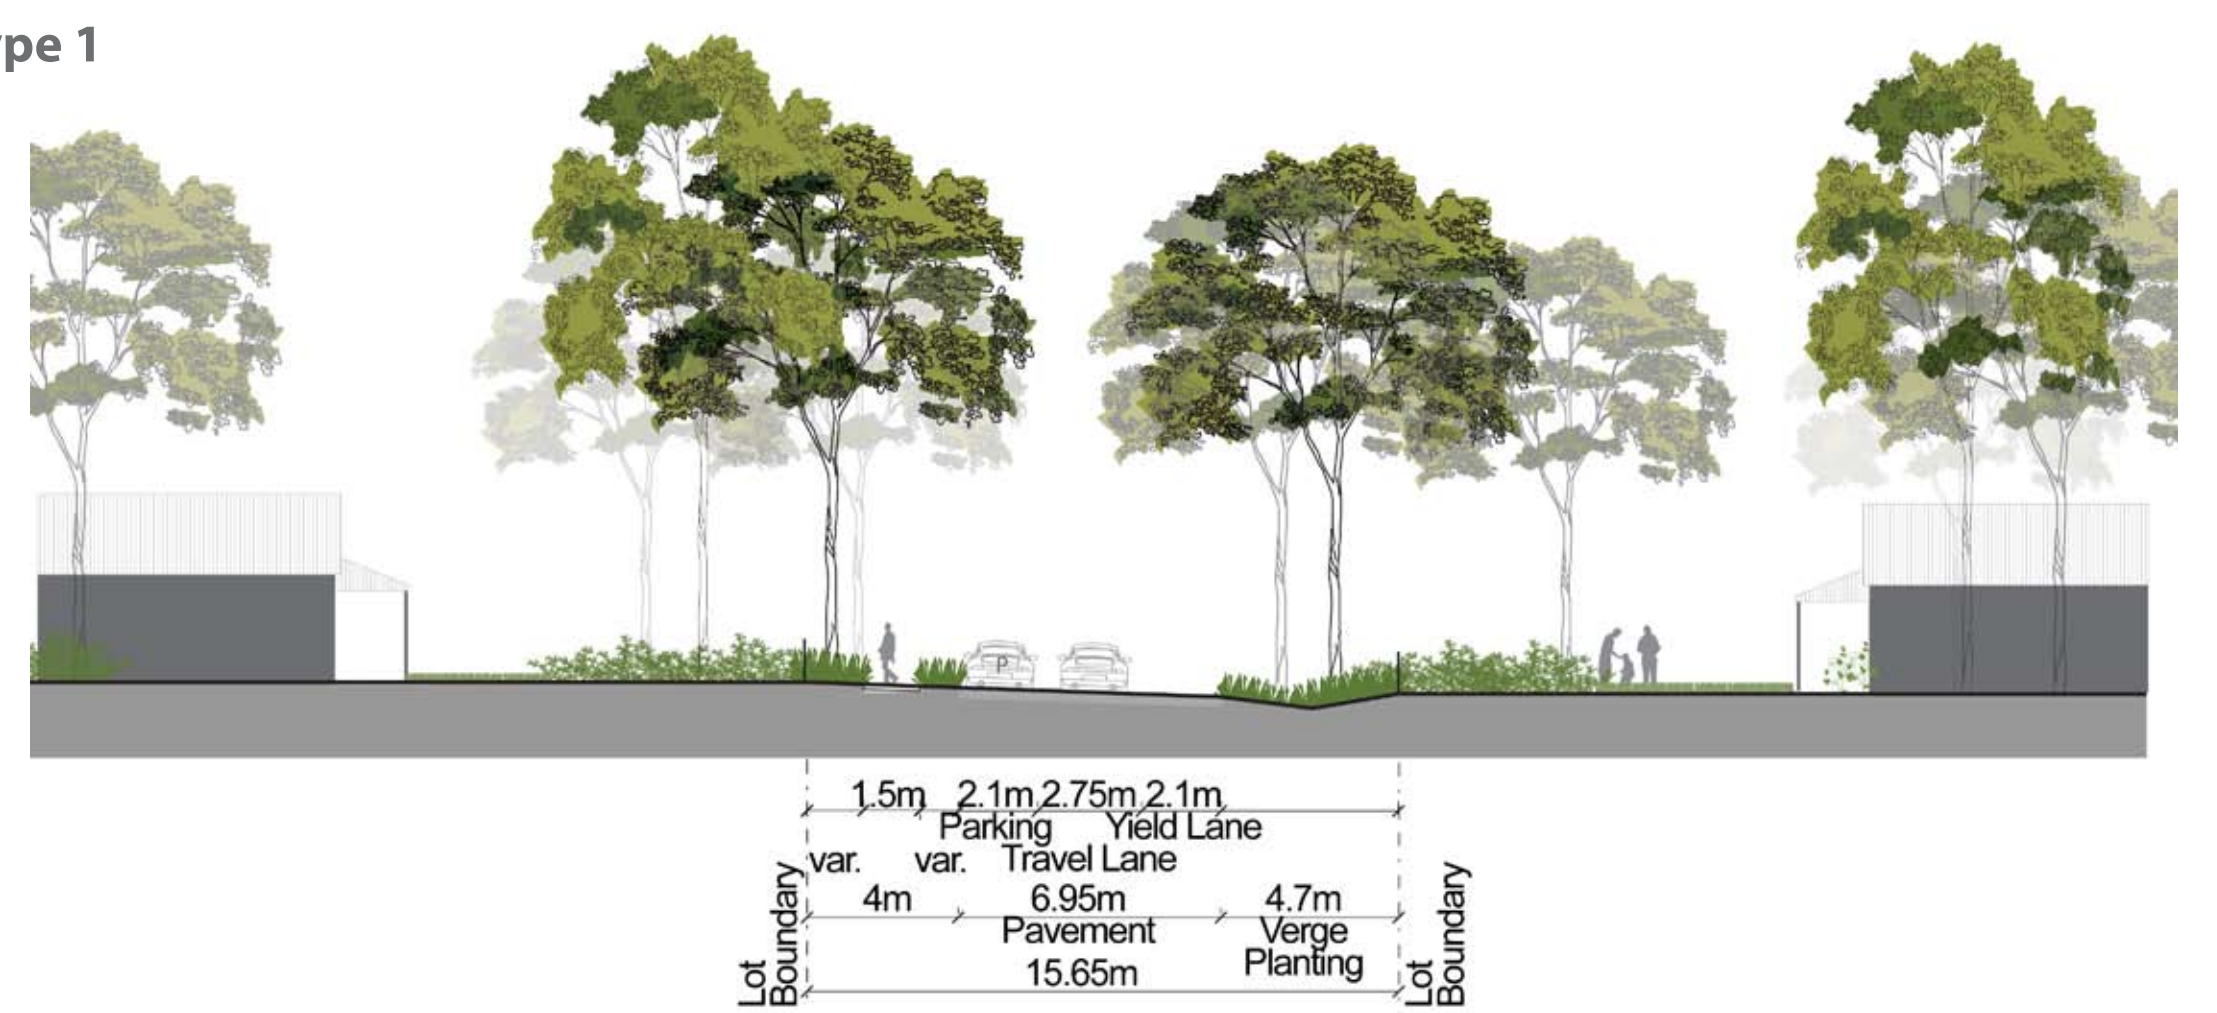 ype 1
P
1.5m 2.1m 2.75m 2.1m
Parking Yield Lane
var. var. Travel Lane
4m 6.95m 4.7m
Pavement Verge
Planting
15.65m
Lot
Boundary
Lot
Boundary